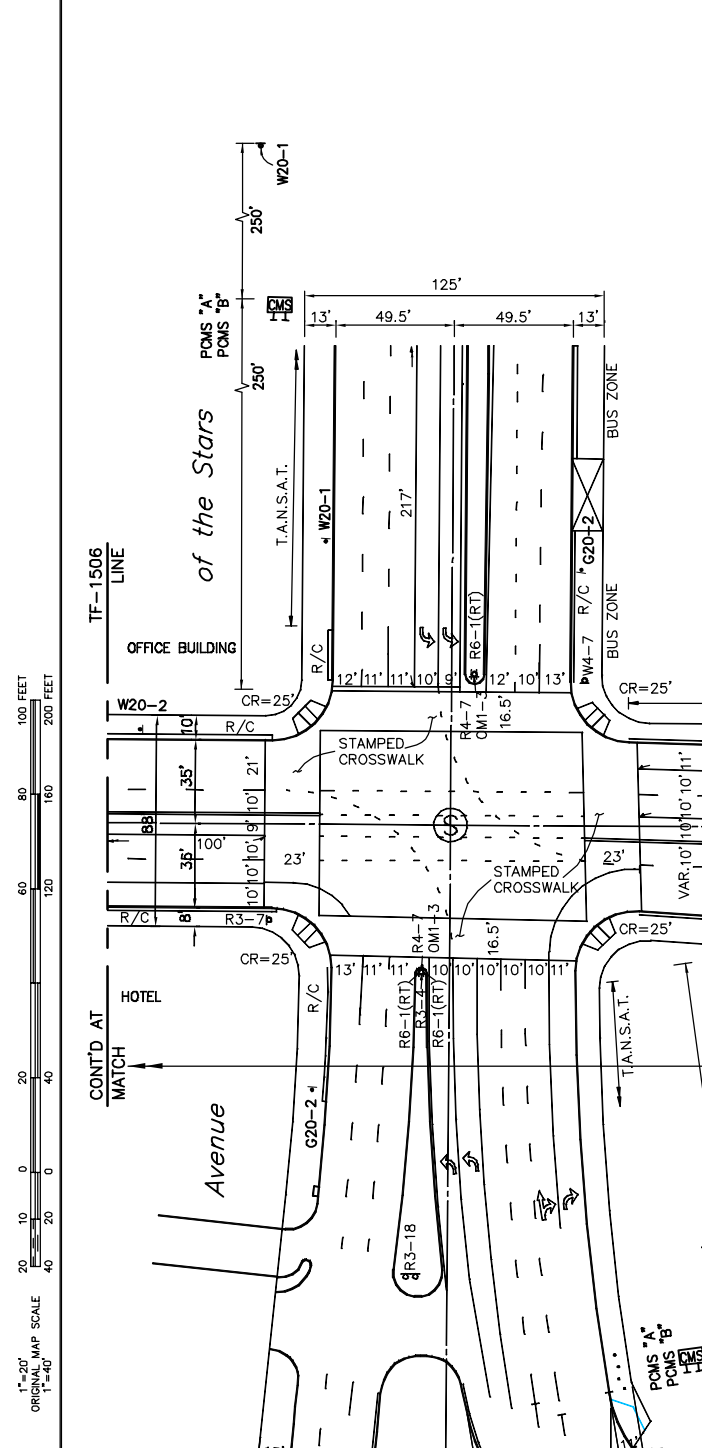 W20-1
250'
125'
CMS
PCMS "A"
PCMS "B"
13'
49.5'
49.5'
13'
250'
BUS ZONE
of the Stars
T.A.N.S.A.T.
W20-1
217'
G20-2
TF-1506
LINE
R/C
BUS ZONE
OFFICE BUILDING
R/C
R6-1(RT)
W4-7
12'
11'
11'
10'
9'
12'
10'
13'
CR=25'
CR=25'
W20-2
R4-7
OM1-3
16.5'
10'
R/C
STAMPED
CROSSWALK
35'
21'
10'
9'
10'
10'
10'
88'
100'
S
11'
10'
10'
10'
10'
VAR.
35'
23'
23'
STAMPED
CROSSWALK
R/C
8'
R3-7
R4-7
OM1-3
16.5'
CR=25'
CR=25'
13'
11'
11'
10'
10'
10'
10'
10'
11'
HOTEL
R/C
R6-1(RT)
R3-4
R6-1(RT)
T.A.N.S.A.T.
CONT'D AT
MATCH
G20-2
Avenue
R3-18
PCMS "A"
PCMS "B"
CMS
100 FEET
200 FEET
80
160
60
120
20
40
0
0
10
20
20
40
1"=20'
ORIGINAL MAP SCALE
1"=40'